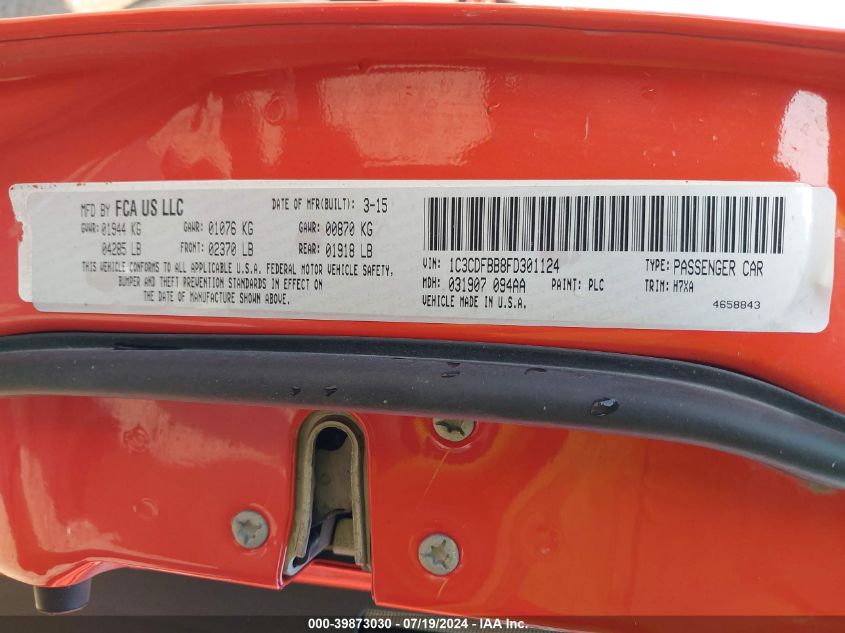 MFD BY FCA US LLC DATE OF MFR(BUILT): 3-15
GVWR: 01944 KG GAWR: 01076 KG GAWR: 00870 KG
04285 LB FRONT: 02370 LB REAR: 01918 LB
THIS VEHICLE CONFORMS TO ALL APPLICABLE U.S.A. FEDERAL MOTOR VEHICLE SAFETY,
BUMPER AND THEFT PREVENTION STANDARDS IN EFFECT ON
THE DATE OF MANUFACTURE SHOWN ABOVE.
VIN: 1C3CDFBB8FD301124 TYPE: PASSENGER CAR
MDH: 031907 094AA PAINT: PLC TRIM: H7XA
VEHICLE MADE IN U.S.A. 4658843
000-39873030 - 07/19/2024 - IAA Inc.